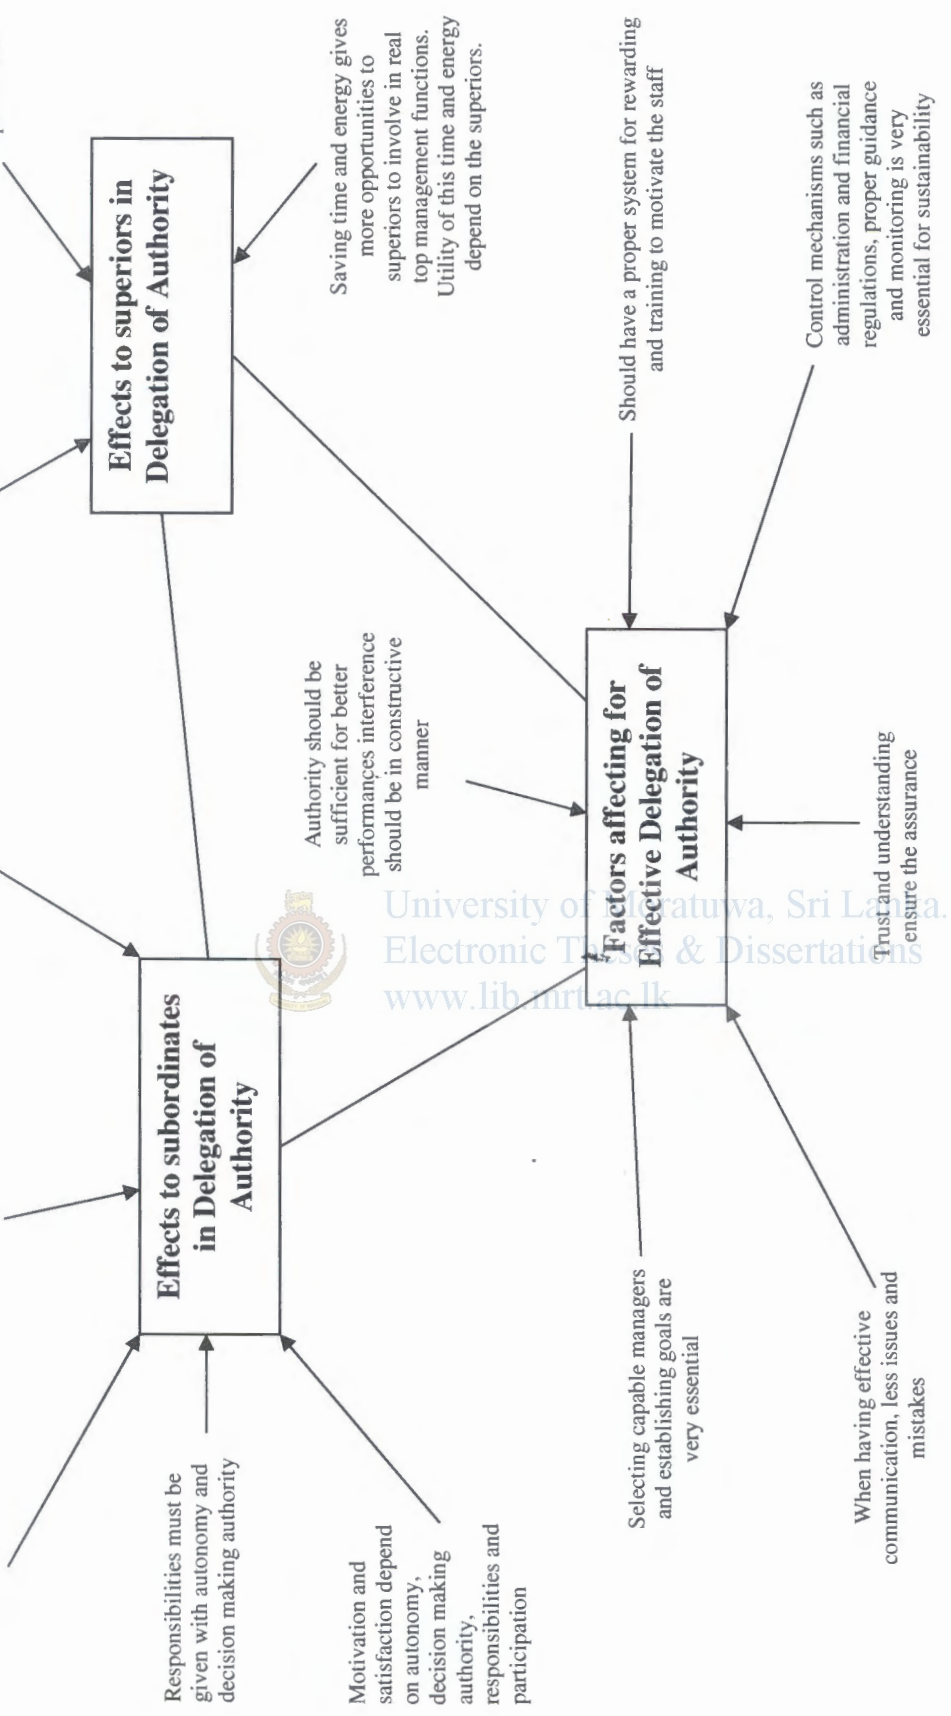 Effects to superiors in
Delegation of Authority
Saving time and energy gives
more opportunities to
superiors to involve in real
top management functions.
Utility of this time and energy
depend on the superiors.
Effects to subordinates
in Delegation of
Authority
Responsibilities must be
given with autonomy and
decision making authority
Motivation and
satisfaction depend
on autonomy,
decision making
authority,
responsibilities and
participation
Authority should be
sufficient for better
performances interference
should be in constructive
manner
Factors affecting for
Effective Delegation of
Authority
Should have a proper system for rewarding
and training to motivate the staff
Control mechanisms such as
administration and financial
regulations, proper guidance
and monitoring is very
essential for sustainability
Selecting capable managers
and establishing goals are
very essential
When having effective
communication, less issues and
mistakes
Trust and understanding
ensure the assurance
University of Moratuwa, Sri Lanka.
Electronic Theses & Dissertations
www.lib.mrt.ac.lk